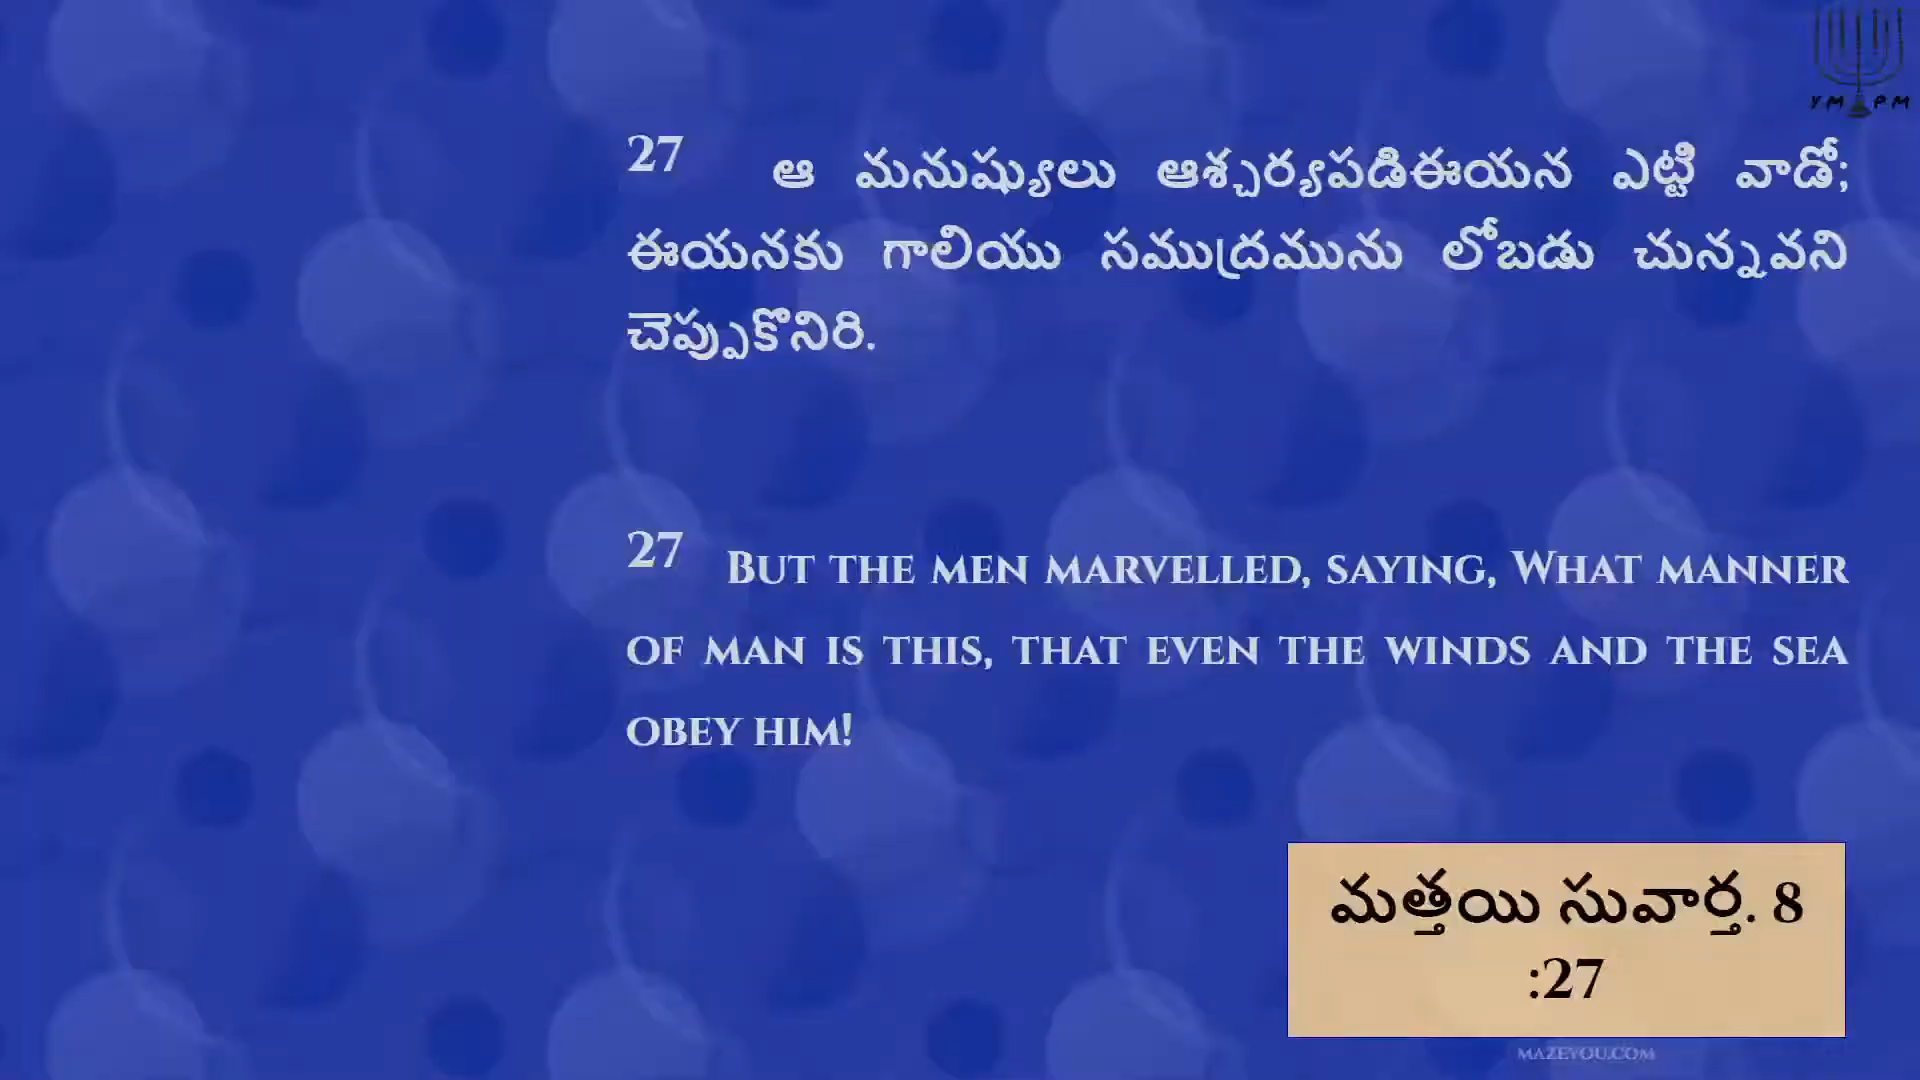 YM PM
27 ఆ మనుష్యులు ఆశ్చర్యపడిఈయన ఎట్టి వాడో;
ఈయనకు గాలియు సముద్రమును లోబడు చున్నవని
చెప్పుకొనిరి.
27 But the men marvelled, saying, What manner
of man is this, that even the winds and the sea
obey him!
మత్తయి సువార్త. 8
:27
MAZEYOU.COM